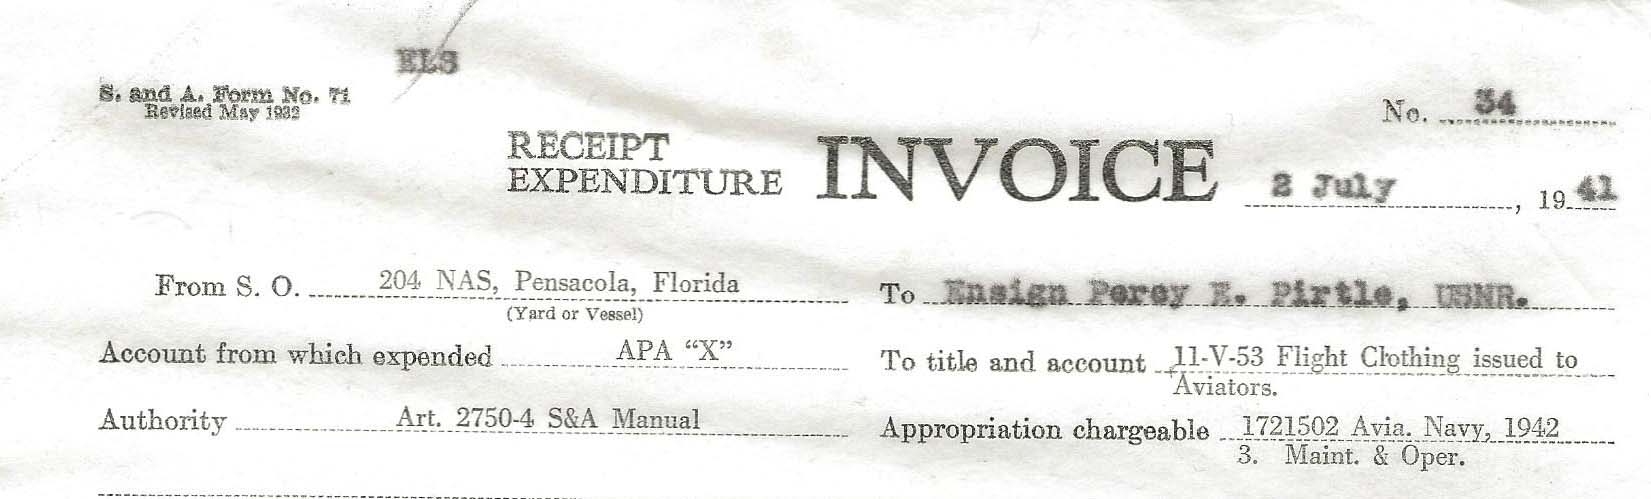 ELS
S. and A. Form No. 71
Revised May 1932
No. 34
RECEIPT
EXPENDITURE INVOICE 2 July, 1941
From S. O. 204 NAS, Pensacola, Florida
(Yard or Vessel)
To Ensign Percy E. Pirtle, USNR.
Account from which expended APA "X"
To title and account 11-V-53 Flight Clothing issued to
Aviators.
Authority Art. 2750-4 S&A Manual
Appropriation chargeable 1721502 Avia. Navy, 1942
3. Maint. & Oper.